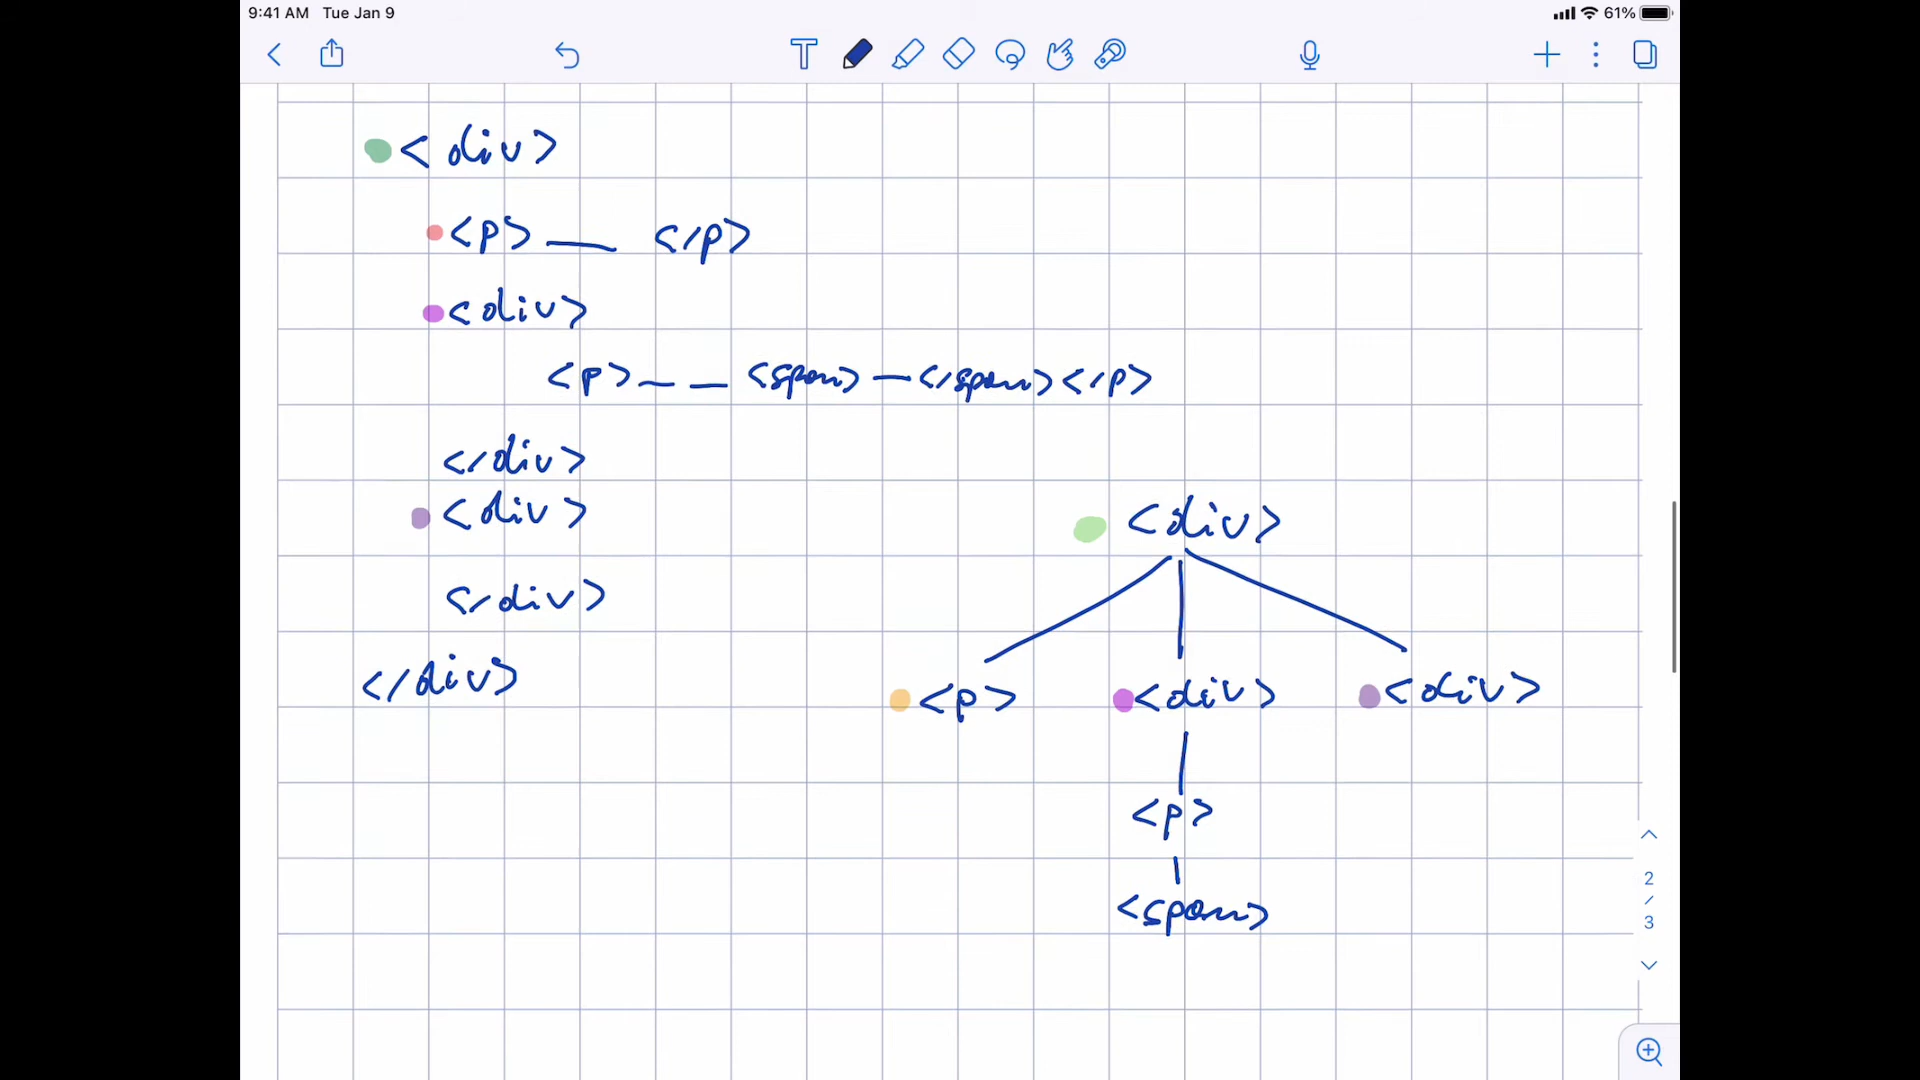 9:41 AM Tue Jan 9
61%
<div>
<p> __ </p>
<div>
<p> _ _ <span> _ </span></p>
</div>
<div>
</div>
</div>
<div>
<p> <div> <div>
<p>
<span>
2
/
3